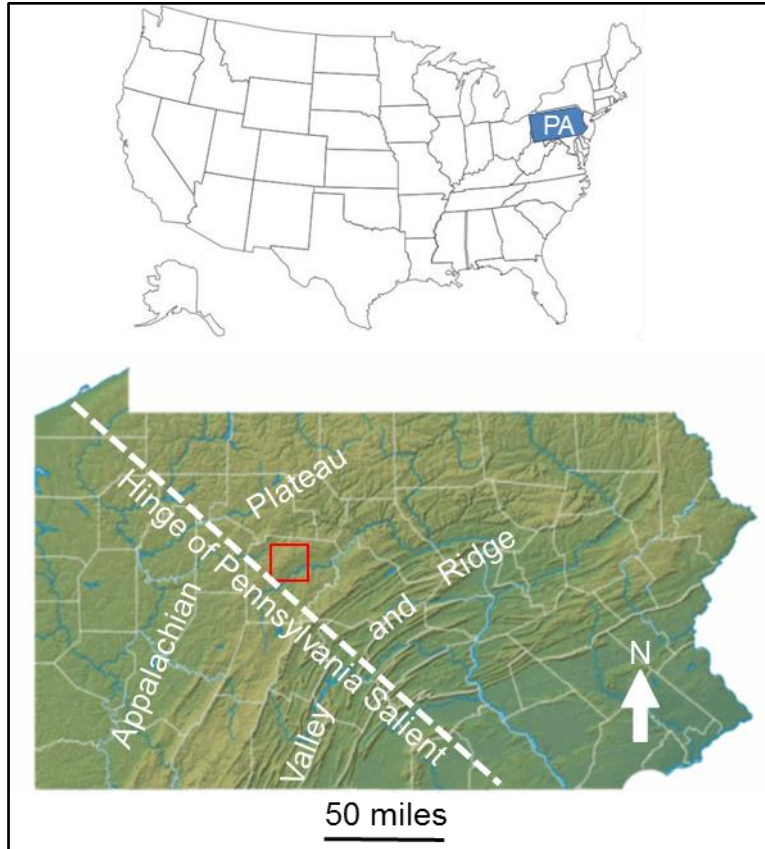 PA
Plateau
Hinge of Pennsylvania Salient
Appalachian
Valley
and
Ridge
N
50 miles